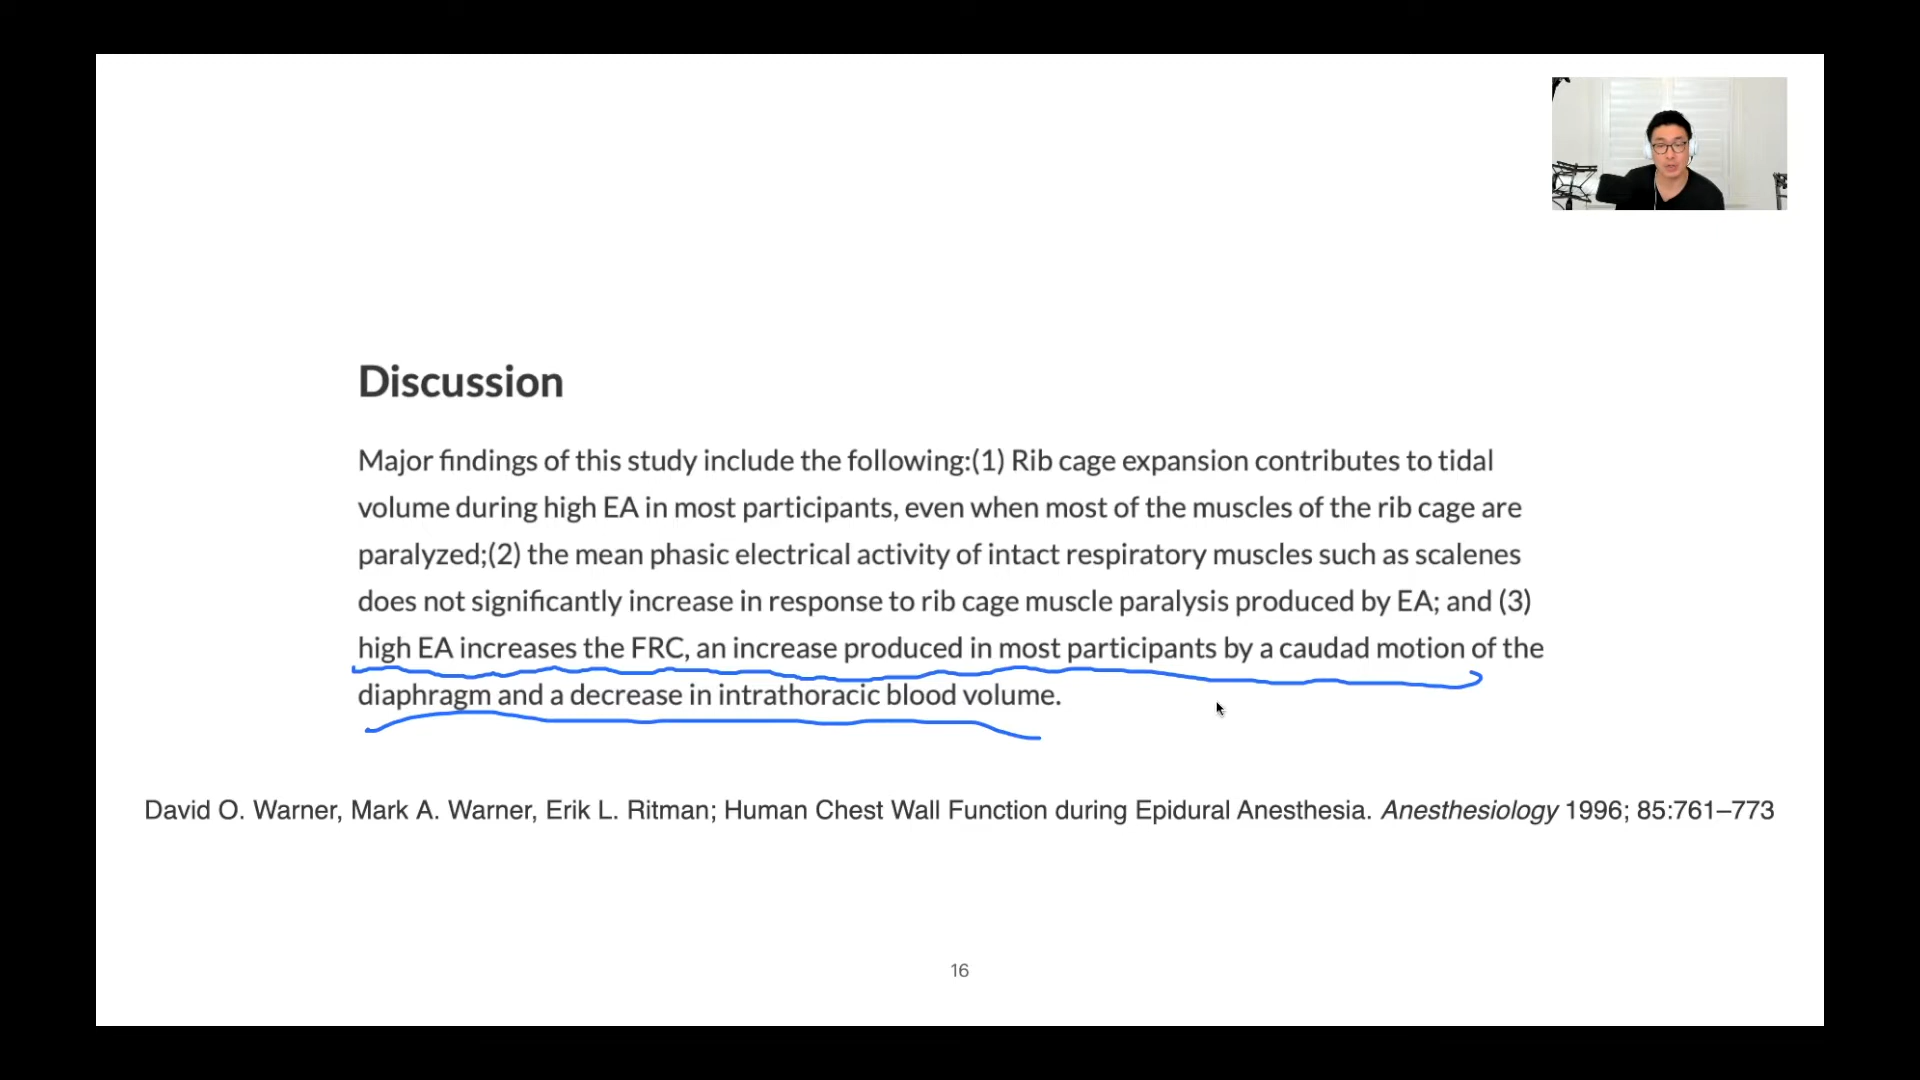 Discussion
Major findings of this study include the following:(1) Rib cage expansion contributes to tidal
volume during high EA in most participants, even when most of the muscles of the rib cage are
paralyzed;(2) the mean phasic electrical activity of intact respiratory muscles such as scalenes
does not significantly increase in response to rib cage muscle paralysis produced by EA; and (3)
high EA increases the FRC, an increase produced in most participants by a caudad motion of the
diaphragm and a decrease in intrathoracic blood volume.
David O. Warner, Mark A. Warner, Erik L. Ritman; Human Chest Wall Function during Epidural Anesthesia. Anesthesiology 1996; 85:761–773
16